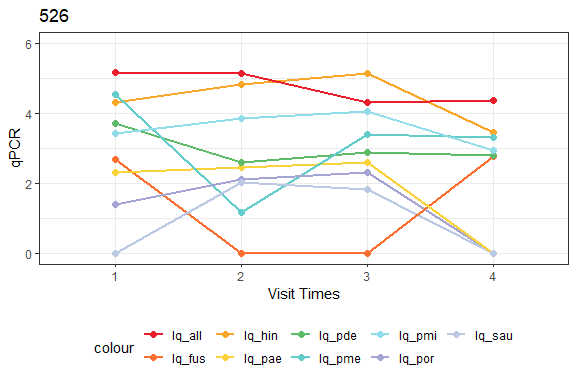 526
6
4
2
0
qPCR
1 2 3 4
Visit Times
colour
lq_all lq_hin lq_pde lq_pmi lq_sau
lq_fus lq_pae lq_pme lq_por